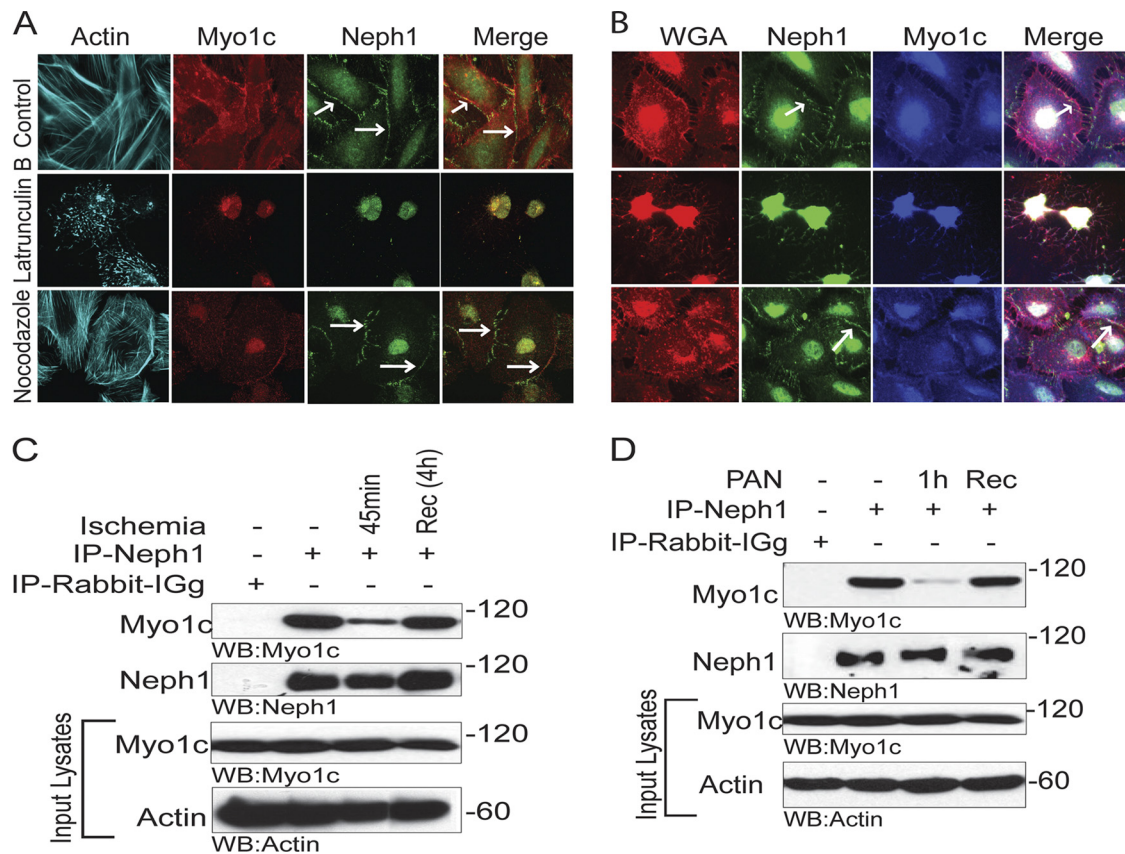 A
Actin Myo1c Neph1 Merge
Control
Latrunculin B
Nocodazole
B
WGA Neph1 Myo1c Merge
C
Ischemia - - 45min Rec (4h)
IP-Neph1 - + + +
IP-Rabbit-IGg + - - -
Myo1c -120
WB:Myo1c
Neph1 -120
WB:Neph1
Input Lysates
Myo1c -120
WB:Myo1c
Actin -60
WB:Actin
D
PAN - - 1h Rec
IP-Neph1 - + + +
IP-Rabbit-IGg + - - -
Myo1c -120
WB:Myo1c
Neph1 -120
WB:Neph1
Input Lysates
Myo1c -120
WB:Myo1c
Actin -60
WB:Actin